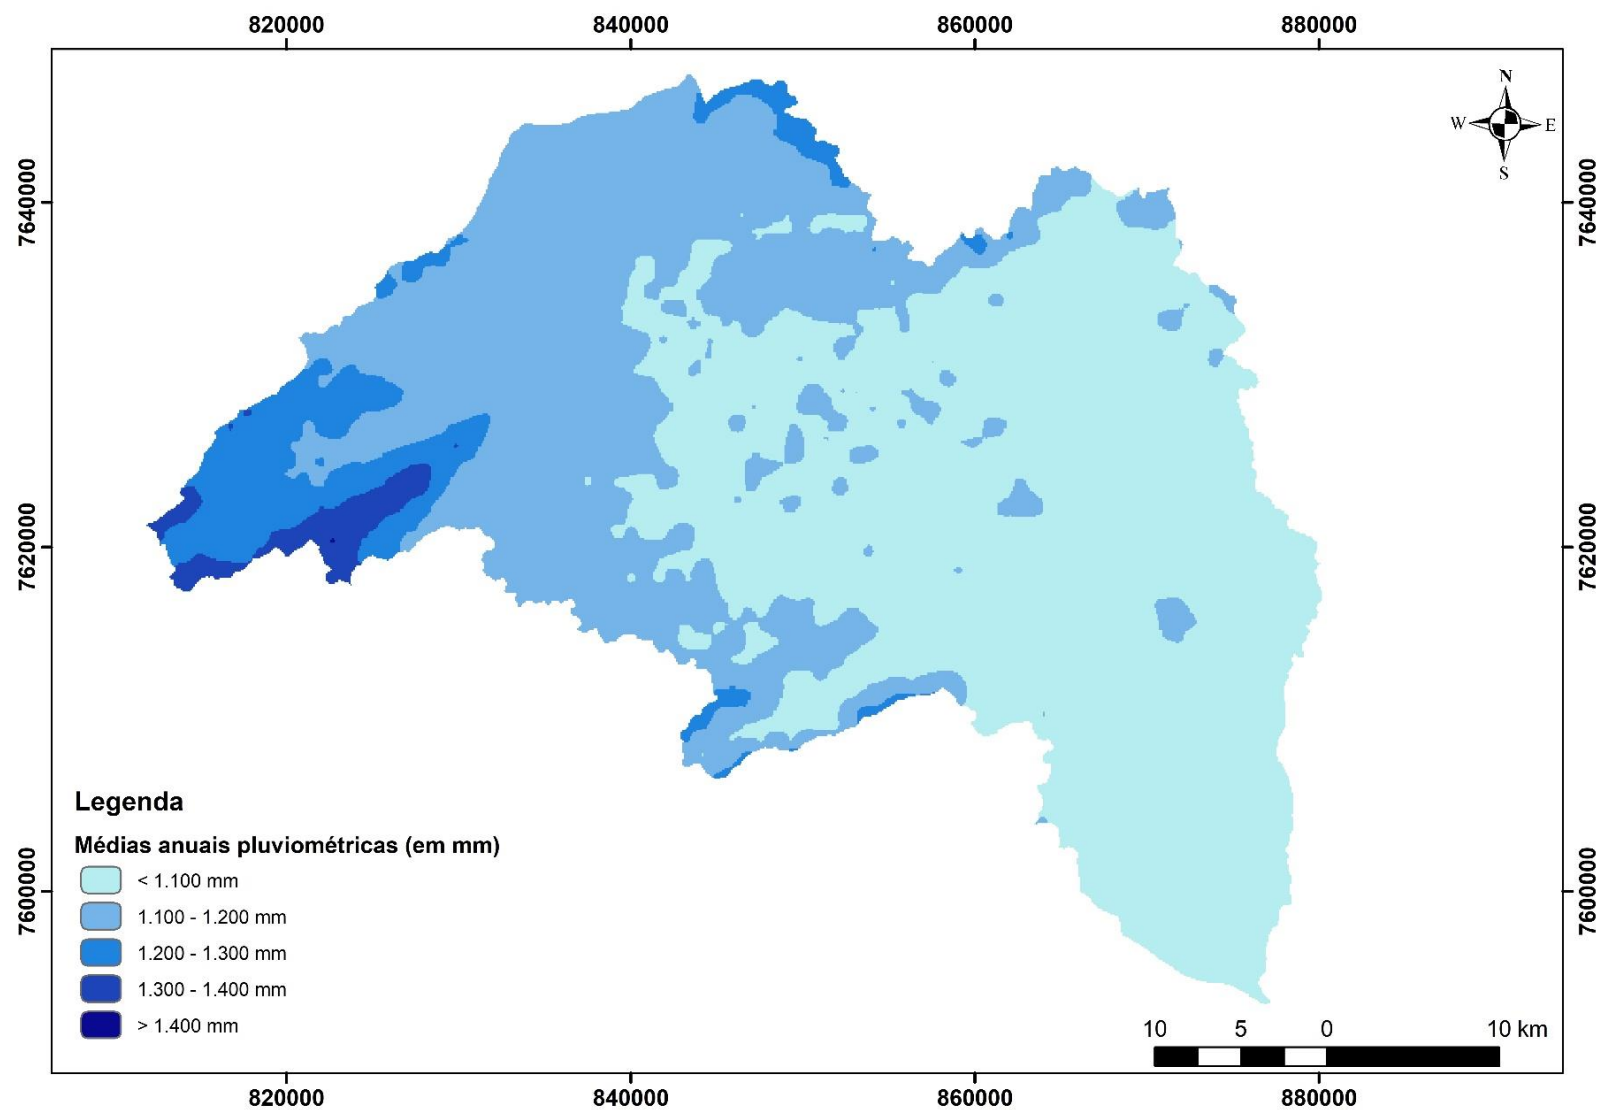 820000 840000 860000 880000
N
W E
S
7640000 7640000
7620000 7620000
7600000 7600000
Legenda
Médias anuais pluviométricas (em mm)
< 1.100 mm
1.100 - 1.200 mm
1.200 - 1.300 mm
1.300 - 1.400 mm
> 1.400 mm
10 5 0 10 km
820000 840000 860000 880000